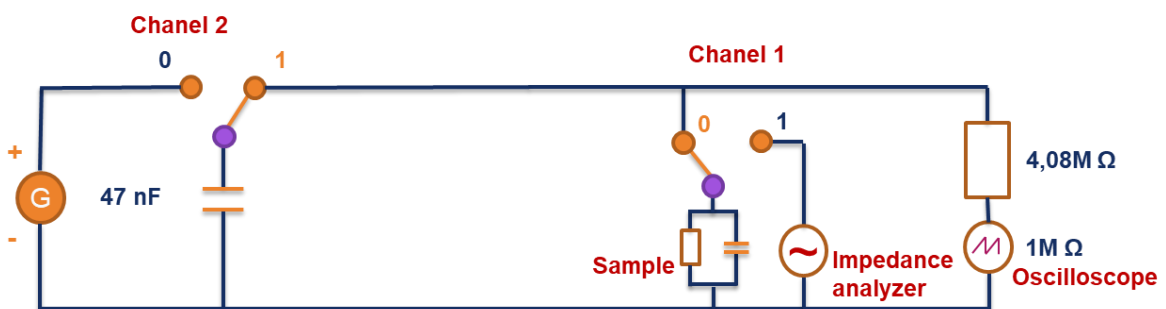 Chanel 2
0
1
Chanel 1
0
1
+
G
-
47 nF
4,08M Ω
Sample
~
Impedance
analyzer
1M Ω
Oscilloscope